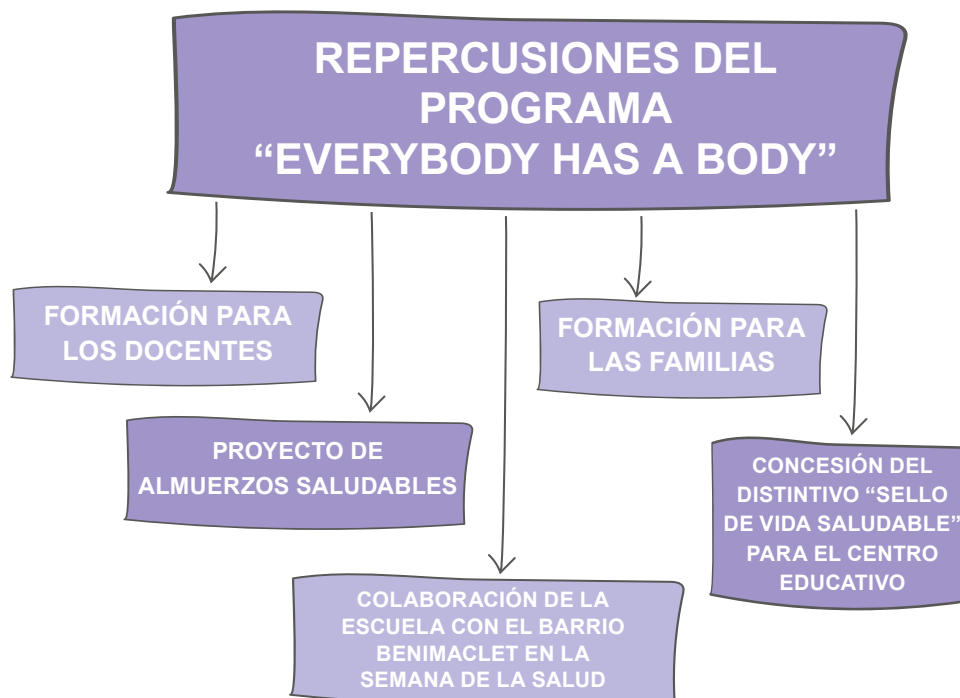 REPERCUSIONES DEL
PROGRAMA
“EVERYBODY HAS A BODY”
FORMACIÓN PARA
LOS DOCENTES
FORMACIÓN PARA
LAS FAMILIAS
PROYECTO DE
ALMUERZOS SALUDABLES
CONCESIÓN DEL
DISTINTIVO “SELLO
DE VIDA SALUDABLE”
PARA EL CENTRO
EDUCATIVO
COLABORACIÓN DE LA
ESCUELA CON EL BARRIO
BENIMACLET EN LA
SEMANA DE LA SALUD